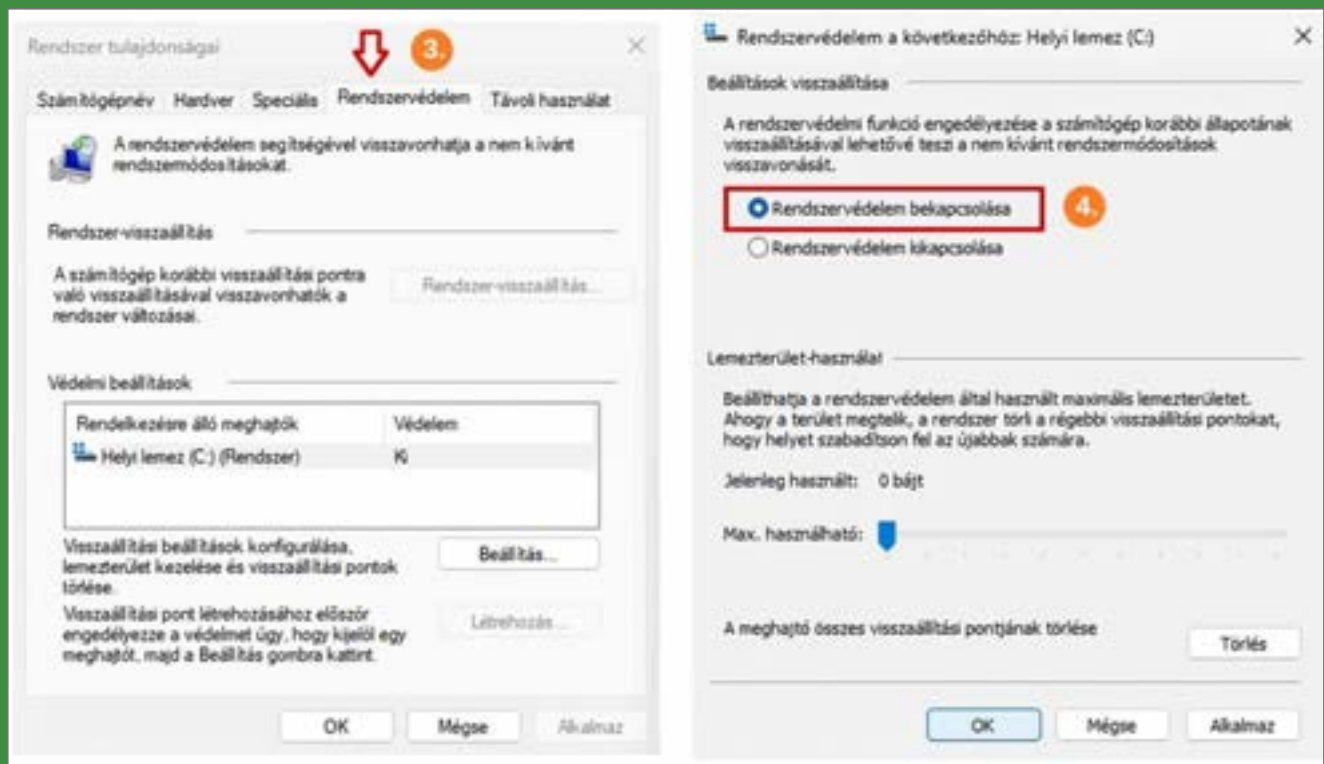 Rendszer tulajdonságai
3.
Számítógépnév Hardver Speciális Rendszervédelem Távoli használat
A rendszervédelem segítségével visszavonhatja a nem kívánt
rendszermódosításokat.
Rendszer-visszaállítás
A számítógép korábbi visszaállítási pontra
való visszaállításával visszavonhatók a
rendszer változásai.
Rendszer-visszaállítás...
Védelmi beállítások
Rendelkezésre álló meghajtók Védelem
Helyi lemez (C:) (Rendszer) Ki
Visszaállítási beállítások konfigurálása,
lemezterület kezelése és visszaállítási pontok
törlése.
Beállítás...
Visszaállítási pont létrehozásához először
engedélyezze a védelmet úgy, hogy kijelöl egy
meghajtót, majd a Beállítás gombra kattint.
Létrehozás...
OK Mégse Alkalmaz
Rendszervédelem a következőhöz: Helyi lemez (C:)
Beállítások visszaállítása
A rendszervédelmi funkció engedélyezése a számítógép korábbi állapotának
visszaállításával lehetővé teszi a nem kívánt rendszermódosítások
visszavonását.
Rendszervédelem bekapcsolása
4.
Rendszervédelem kikapcsolása
Lemezterület-használat
Beállíthatja a rendszervédelem által használt maximális lemezterületet.
Ahogy a terület megtelik, a rendszer törli a régebbi visszaállítási pontokat,
hogy helyet szabadítson fel az újabbak számára.
Jelenleg használt: 0 bájt
Max. használható:
A meghajtó összes visszaállítási pontjának törlése
Törlés
OK Mégse Alkalmaz